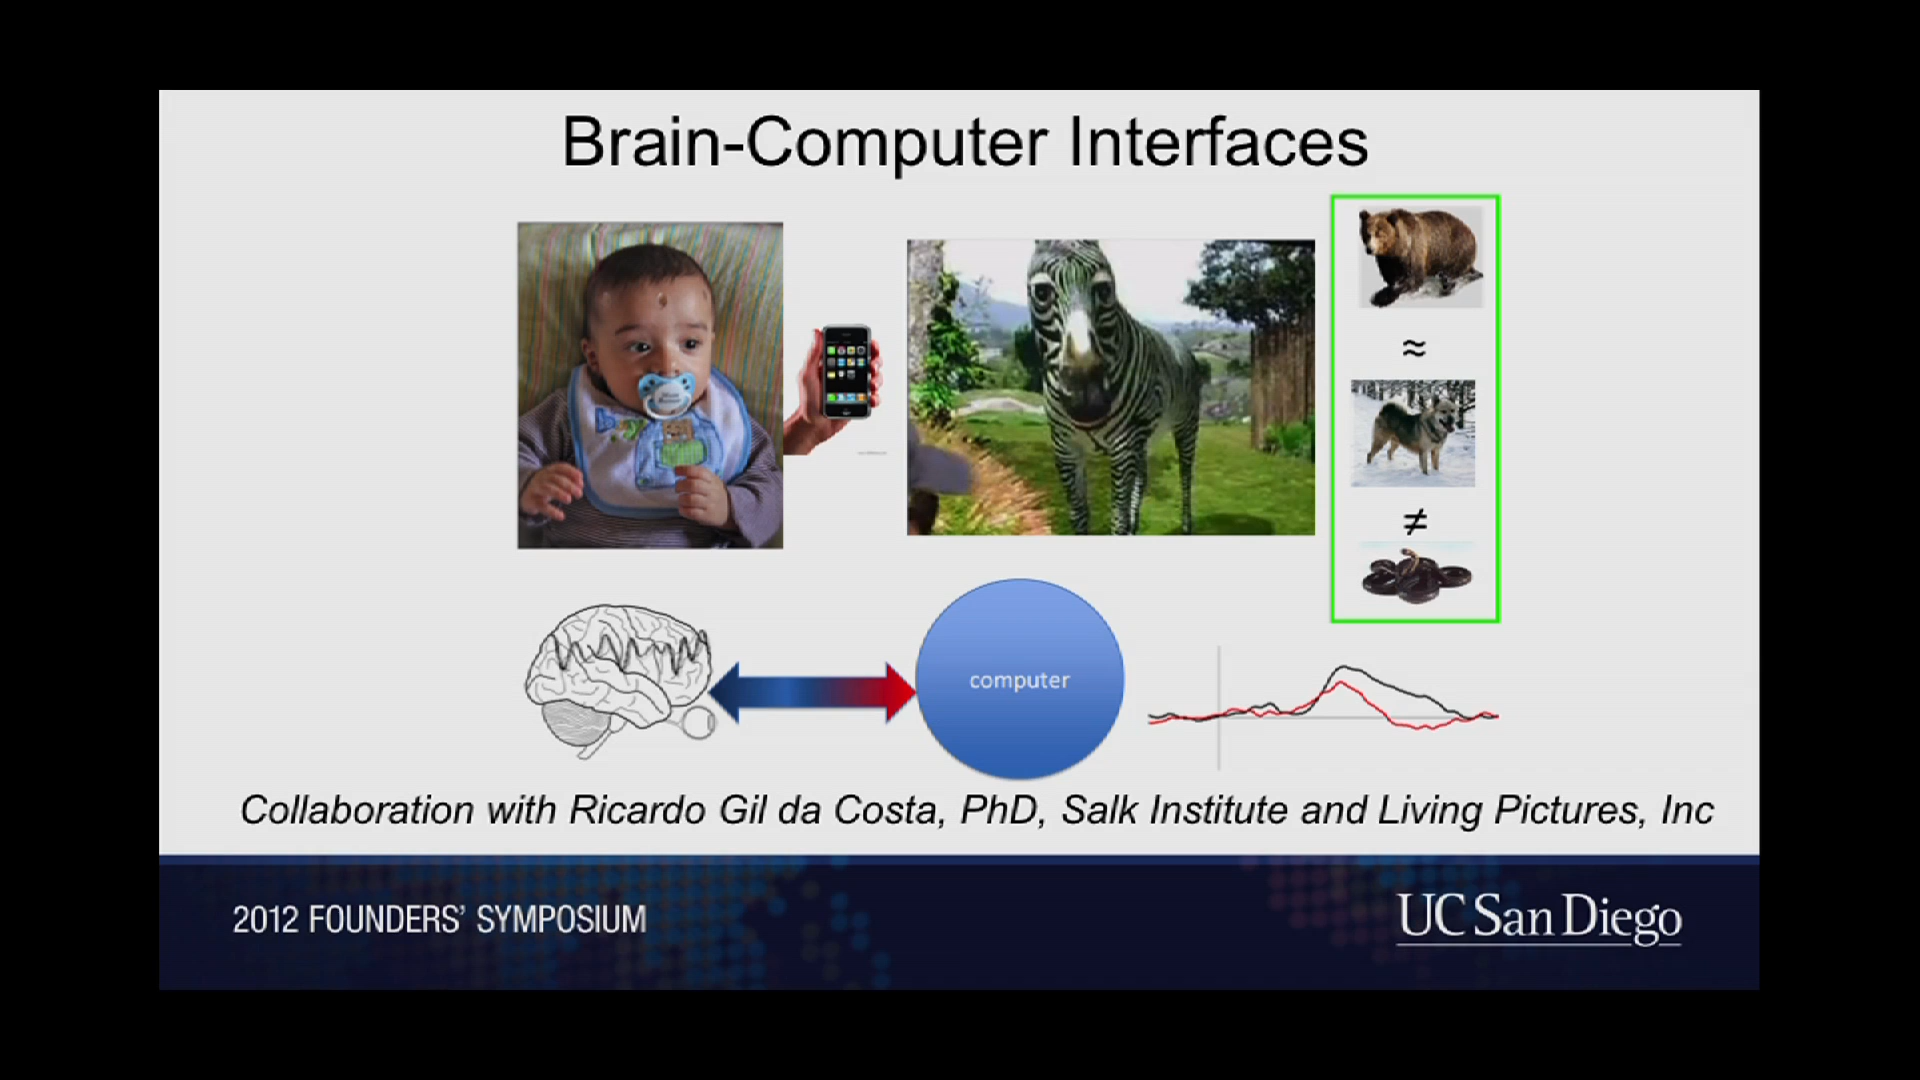 Brain-Computer Interfaces
≈
≠
computer
Collaboration with Ricardo Gil da Costa, PhD, Salk Institute and Living Pictures, Inc
2012 FOUNDERS’ SYMPOSIUM
UC San Diego